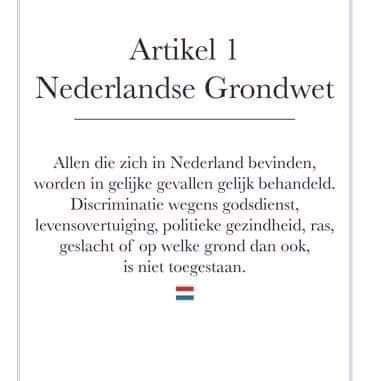 Artikel 1
Nederlandse Grondwet
Allen die zich in Nederland bevinden,
worden in gelijke gevallen gelijk behandeld.
Discriminatie wegens godsdienst,
levensovertuiging, politieke gezindheid, ras,
geslacht of op welke grond dan ook,
is niet toegestaan.